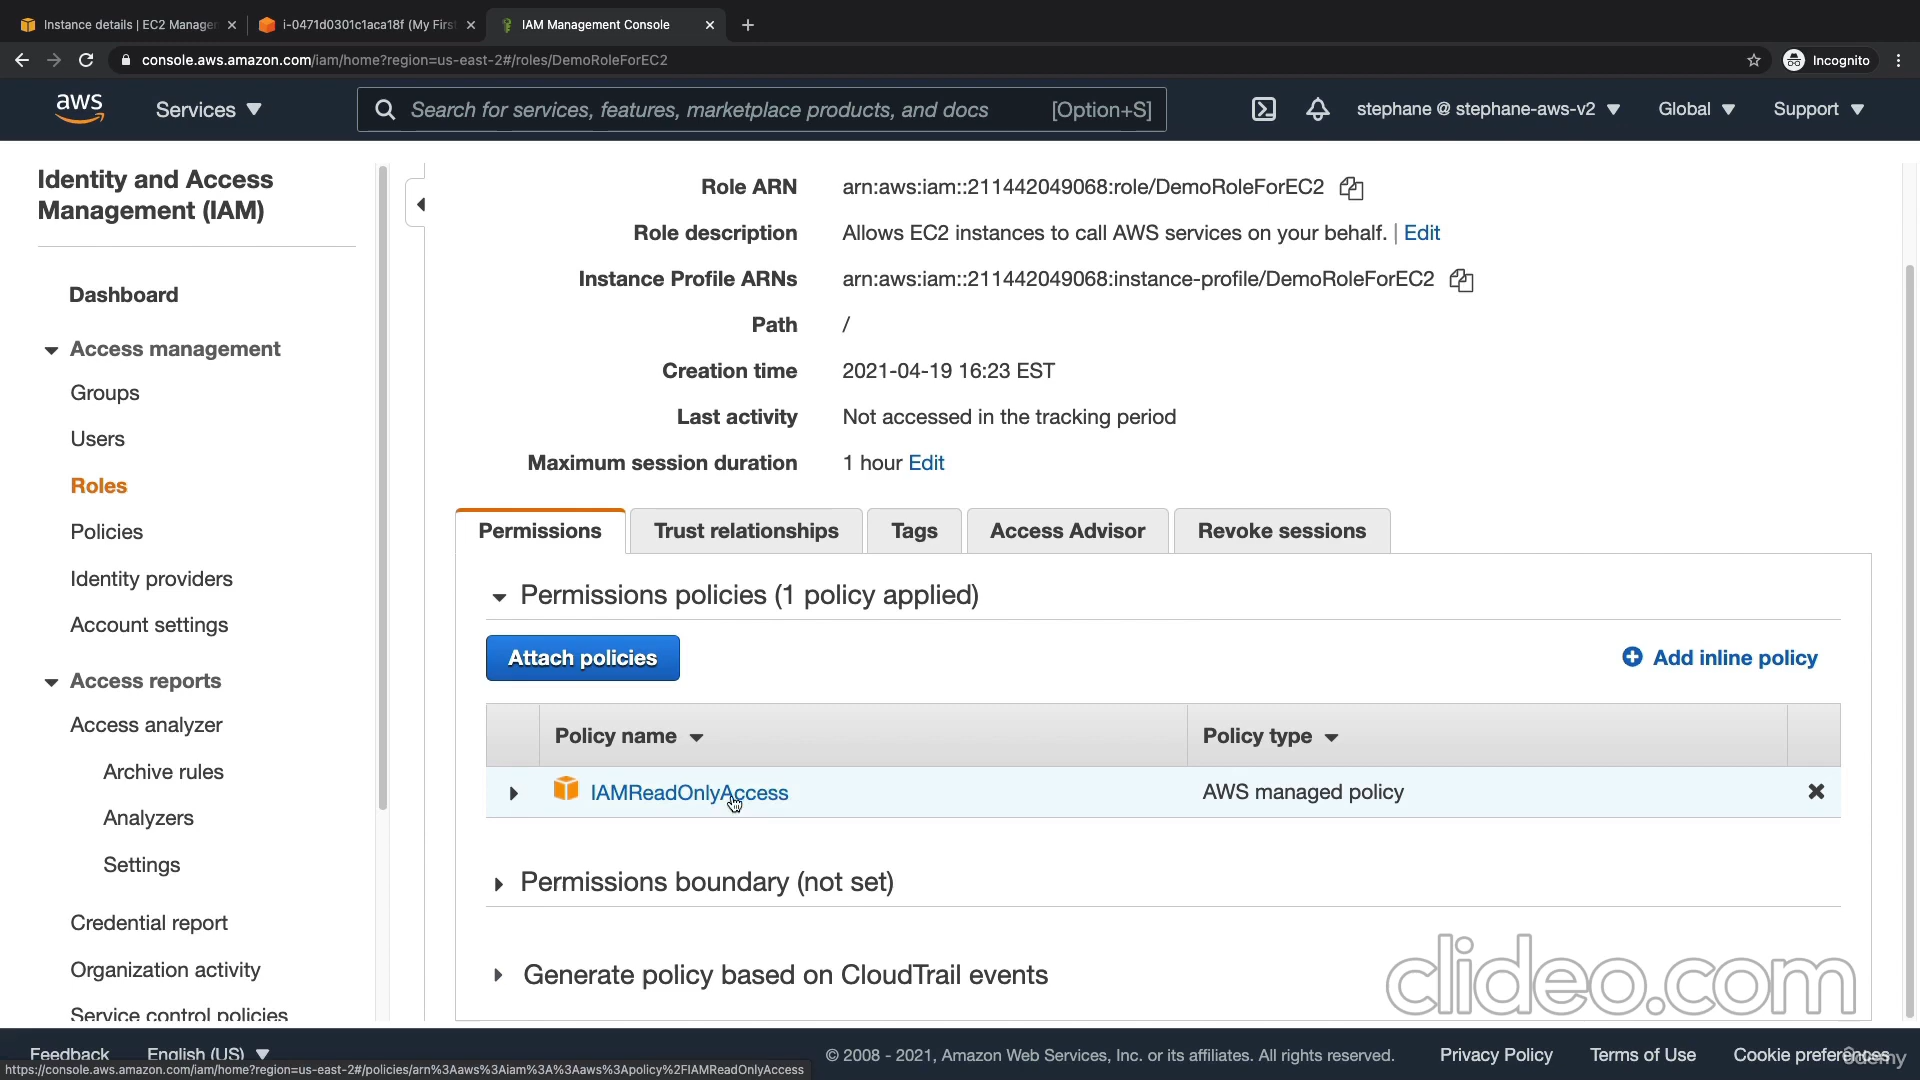 Instance details | EC2 Manage
i-0471d0301c1aca18f (My Firs
IAM Management Console
console.aws.amazon.com/iam/home?region=us-east-2#/roles/DemoRoleForEC2
Incognito
aws
Services
Search for services, features, marketplace products, and docs
[Option+S]
stephane @ stephane-aws-v2
Global
Support
Identity and Access
Management (IAM)
Dashboard
Access management
Groups
Users
Roles
Policies
Identity providers
Account settings
Access reports
Access analyzer
Archive rules
Analyzers
Settings
Credential report
Organization activity
Service control policies
Role ARN arn:aws:iam::211442049068:role/DemoRoleForEC2
Role description Allows EC2 instances to call AWS services on your behalf. | Edit
Instance Profile ARNs arn:aws:iam::211442049068:instance-profile/DemoRoleForEC2
Path /
Creation time 2021-04-19 16:23 EST
Last activity Not accessed in the tracking period
Maximum session duration 1 hour Edit
Permissions
Trust relationships
Tags
Access Advisor
Revoke sessions
Permissions policies (1 policy applied)
Attach policies
Add inline policy
Policy name
Policy type
IAMReadOnlyAccess
AWS managed policy
Permissions boundary (not set)
Generate policy based on CloudTrail events
clideo.com
Feedback
English (US)
© 2008 - 2021, Amazon Web Services, Inc. or its affiliates. All rights reserved.
Privacy Policy
Terms of Use
Cookie preferences
udemy
https://console.aws.amazon.com/iam/home?region=us-east-2#/policies/arn%3Aaws%3Aiam%3A%3Aaws%3Apolicy%2FIAMReadOnlyAccess